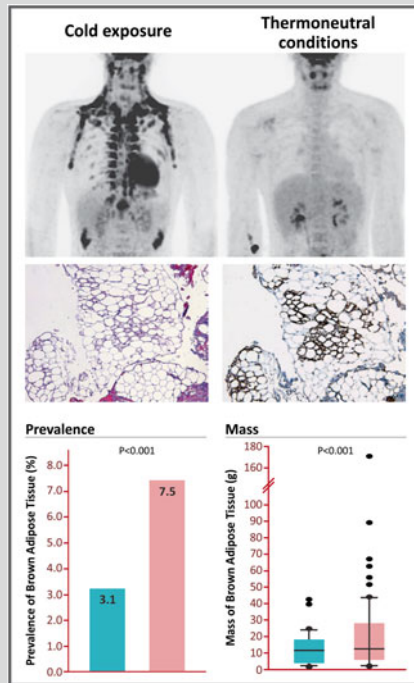 Cold exposure
Thermoneutral
conditions
Prevalence
P<0.001
Prevalence of Brown Adipose Tissue (%)
8.0
7.0
6.0
5.0
4.0
3.0
2.0
1.0
0.0
3.1
7.5
Mass
P<0.001
Mass of Brown Adipose Tissue (g)
180
160
100
90
80
70
60
50
40
30
20
10
0